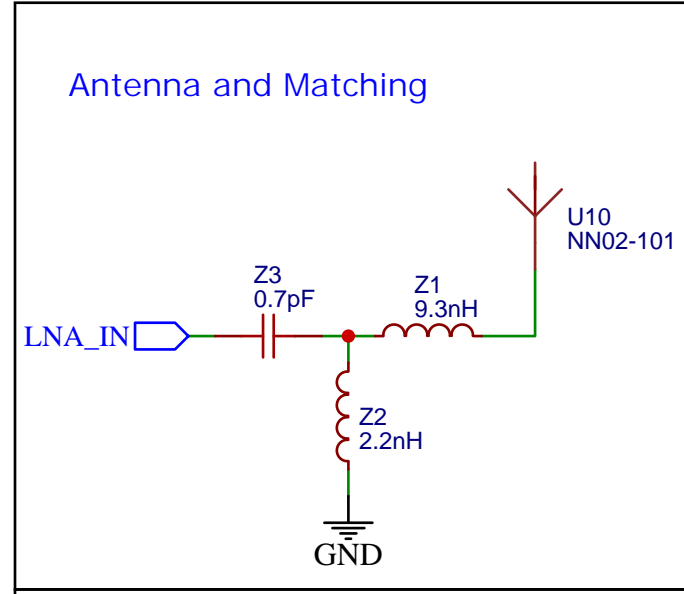 Antenna and Matching
U10
NN02-101
Z3
0.7pF
Z1
9.3nH
LNA_IN
Z2
2.2nH
GND